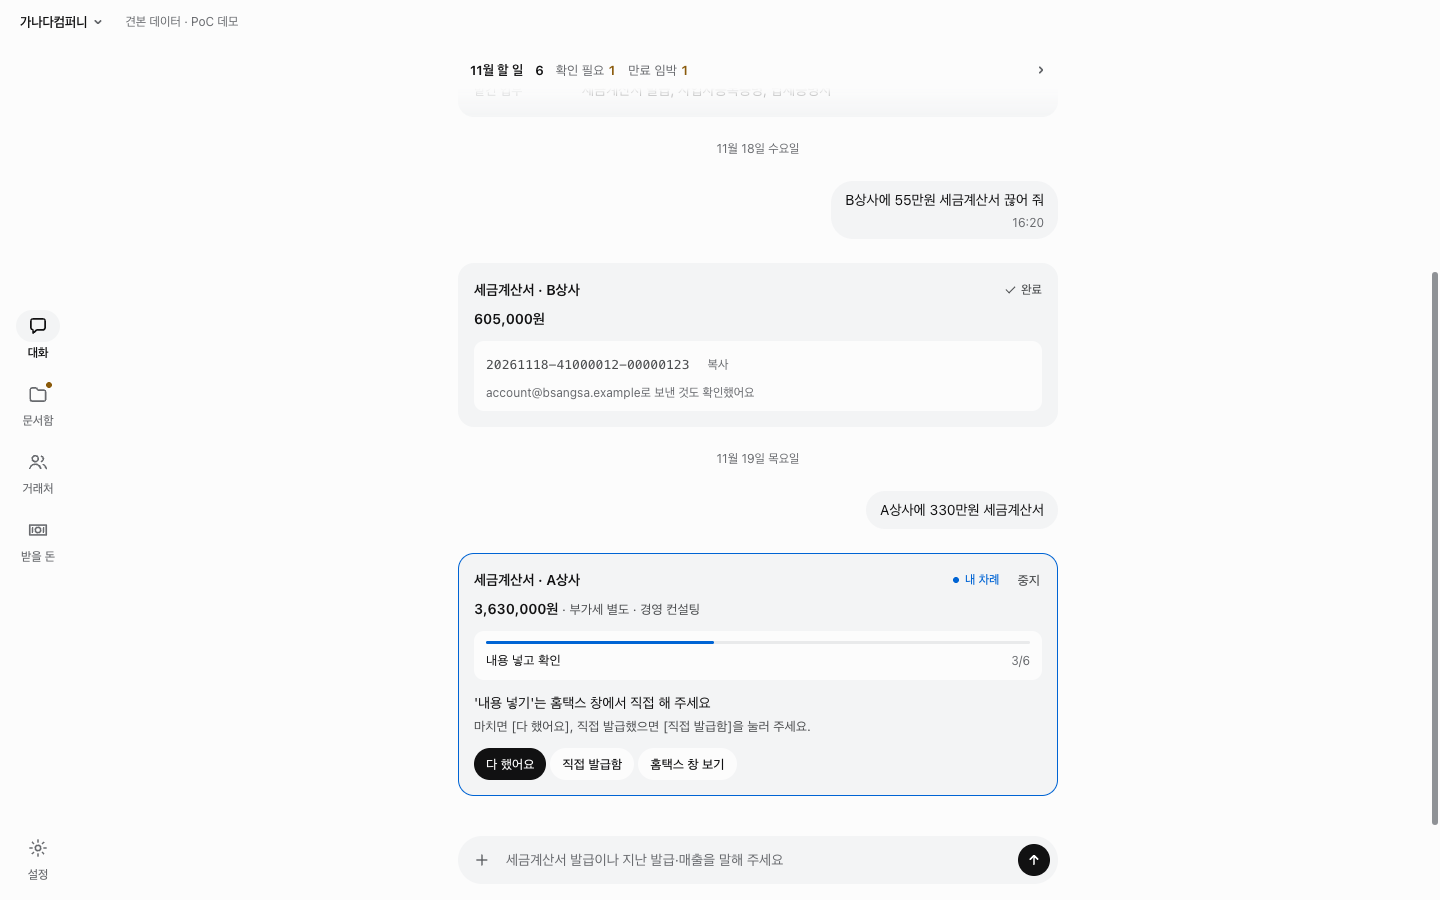 가나다컴퍼니
견본 데이터 · PoC 데모
11월 할 일 6 확인 필요 1 만료 임박 1
11월 18일 수요일
B상사에 55만원 세금계산서 끊어 줘
16:20
세금계산서 · B상사
완료
605,000원
20261118-41000012-00000123 복사
account@bsangsa.example로 보낸 것도 확인했어요
11월 19일 목요일
A상사에 330만원 세금계산서
세금계산서 · A상사
내 차례 중지
3,630,000원 · 부가세 별도 · 경영 컨설팅
내용 넣고 확인 3/6
'내용 넣기'는 홈택스 창에서 직접 해 주세요
마치면 [다 했어요], 직접 발급했으면 [직접 발급함]을 눌러 주세요.
다 했어요 직접 발급함 홈택스 창 보기
세금계산서 발급이나 지난 발급·매출을 말해 주세요
대화
문서함
거래처
받을 돈
설정